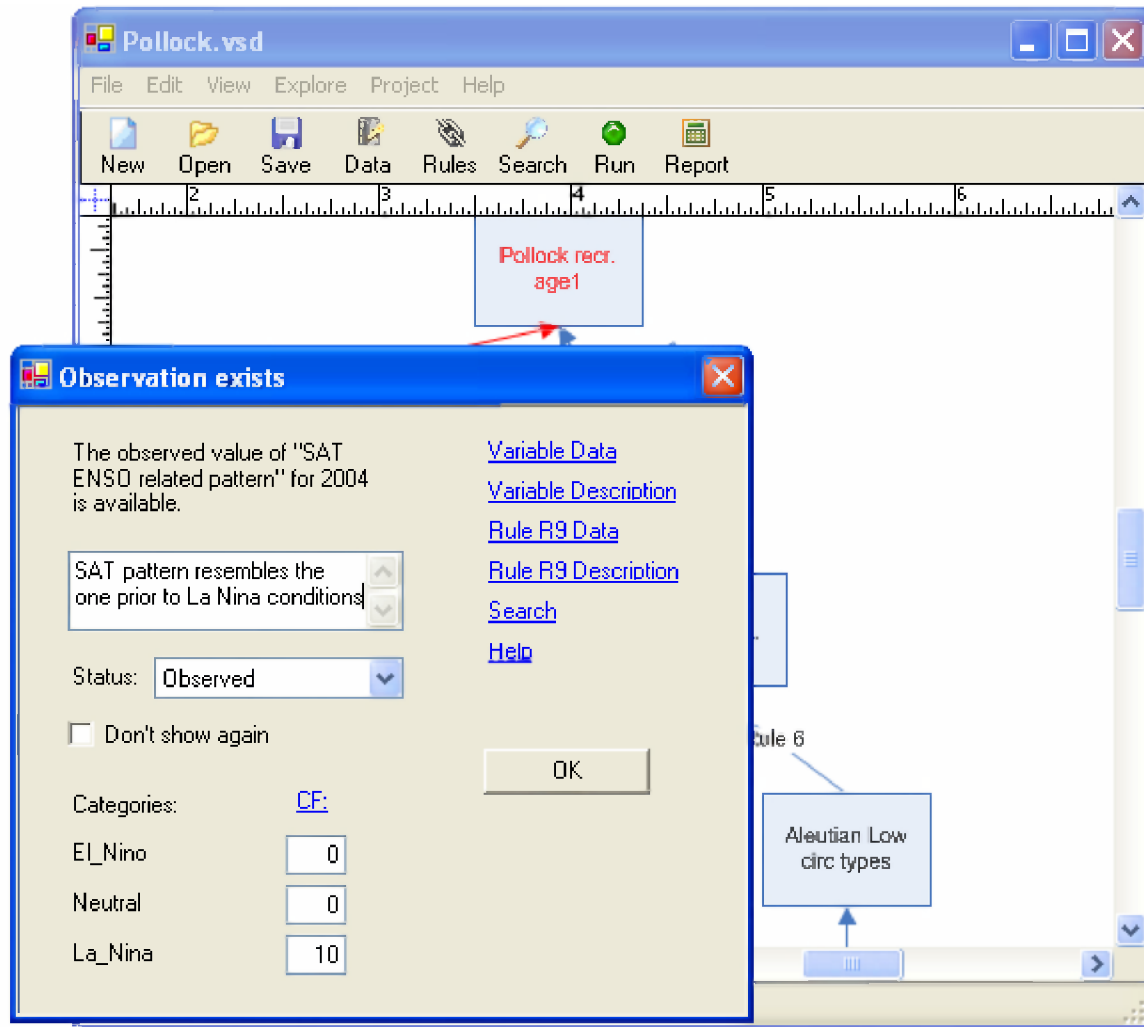 Pollock.vsd
File Edit View Explore Project Help
New Open Save Data Rules Search Run Report
2 3 4 5 6
Pollock recr.
age1
Observation exists
The observed value of "SAT
ENSO related pattern" for 2004
is available.
SAT pattern resembles the
one prior to La Nina conditions
Status: Observed
Don't show again
Categories: CF:
El_Nino 0
Neutral 0
La_Nina 10
Variable Data
Variable Description
Rule R9 Data
Rule R9 Description
Search
Help
OK
6
Aleutian Low
circ types